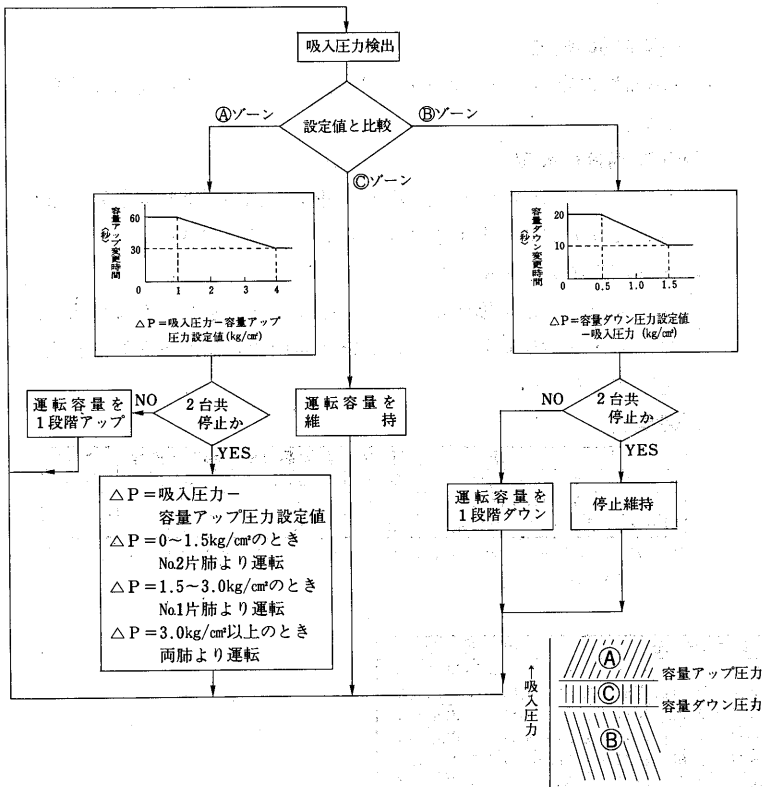 吸入圧力検出
設定値と比較
Ⓐゾーン
Ⓑゾーン
Ⓒゾーン
容量アップ変更時間
(秒)
60
30
0 1 2 3 4
△P=吸入圧力-容量アップ
圧力設定値(kg/c㎡)
容量ダウン変更時間
(秒)
20
10
0 0.5 1.0 1.5
△P=容量ダウン圧力設定値
-吸入圧力 (kg/c㎡)
2台共
停止か
NO
YES
運転容量を
1段階アップ
運転容量を
維持
2台共
停止か
NO
YES
運転容量を
1段階ダウン
停止維持
△P=吸入圧力-
容量アップ圧力設定値
△P=0~1.5kg/c㎡のとき
No.2片肺より運転
△P=1.5~3.0kg/c㎡のとき
No.1片肺より運転
△P=3.0kg/c㎡以上のとき
両肺より運転
↑吸入圧力
Ⓐ
Ⓒ
Ⓑ
容量アップ圧力
容量ダウン圧力